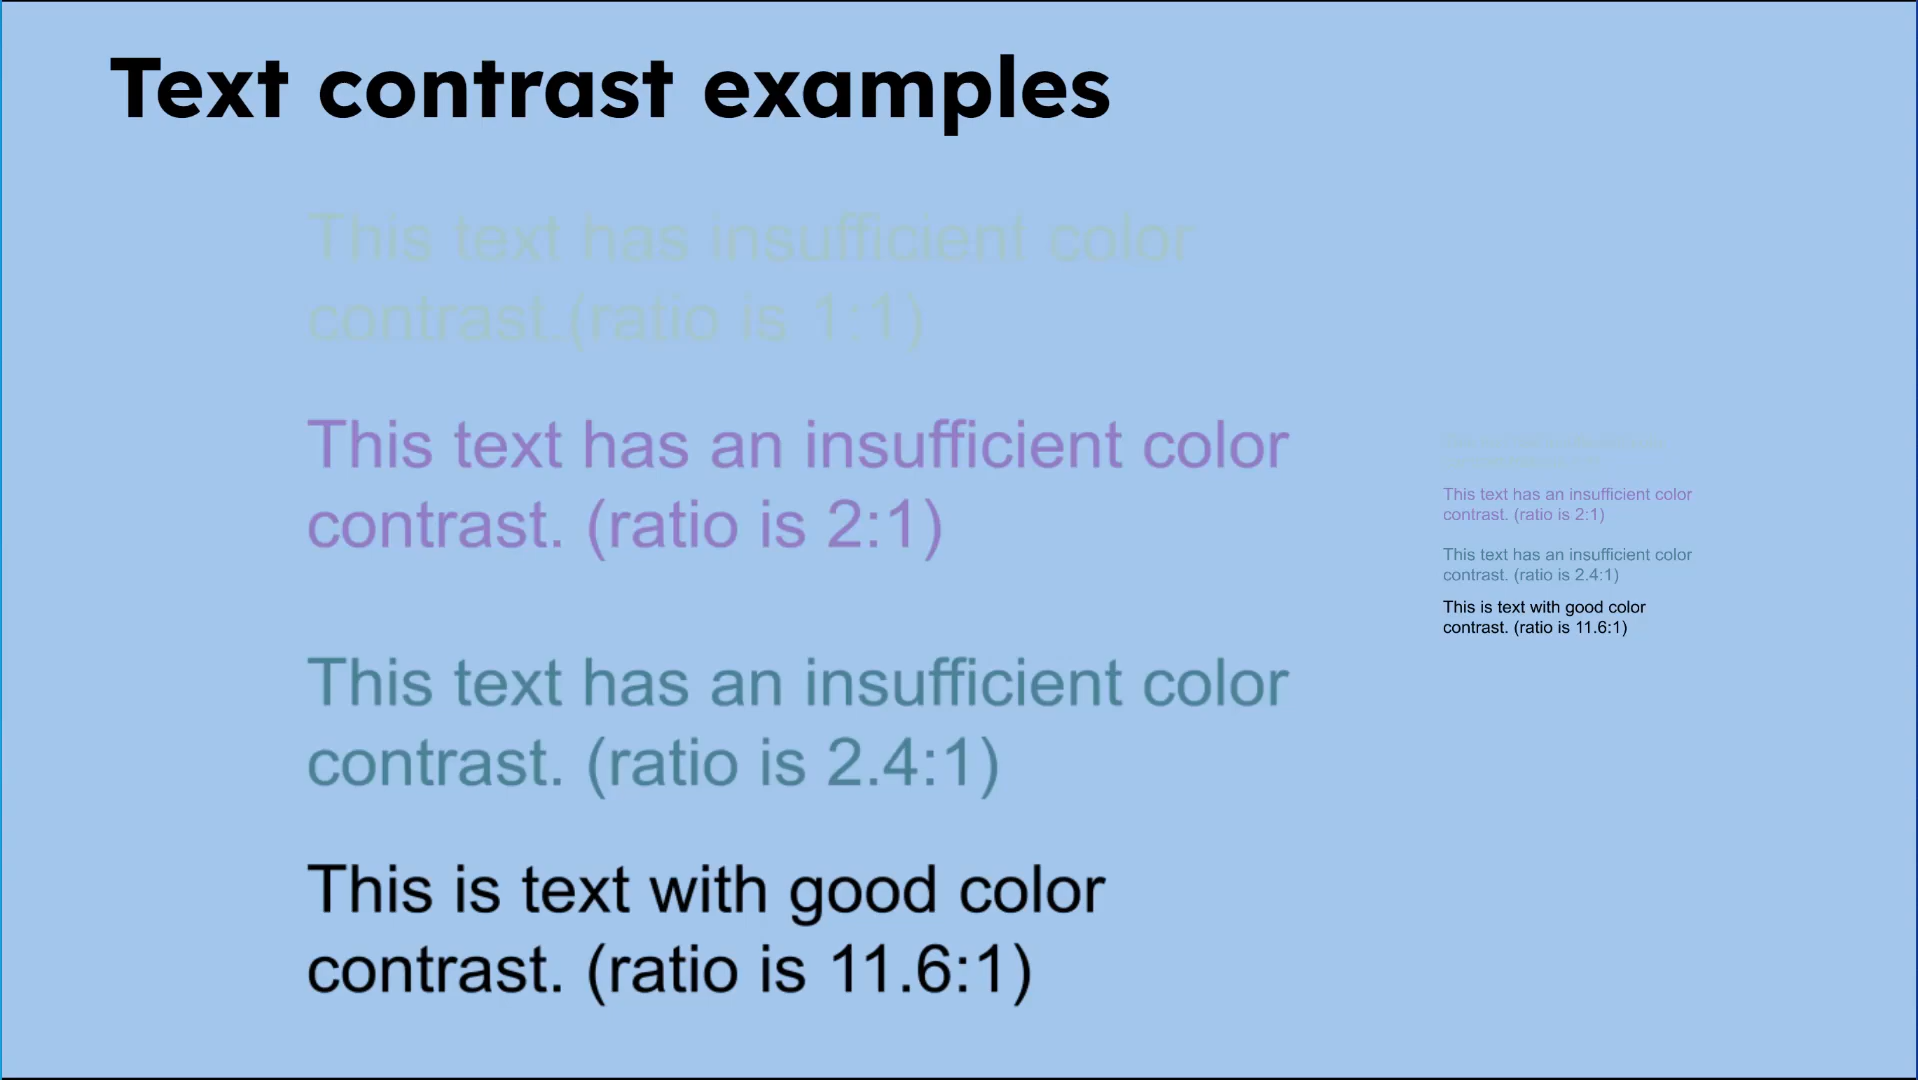 Text contrast examples
This text has insufficient color
contrast.(ratio is 1:1)
This text has an insufficient color
contrast. (ratio is 2:1)
This text has an insufficient color
contrast. (ratio is 2.4:1)
This is text with good color
contrast. (ratio is 11.6:1)
This text has an insufficient color
contrast. (ratio is 2:1)
This text has an insufficient color
contrast. (ratio is 2.4:1)
This is text with good color
contrast. (ratio is 11.6:1)